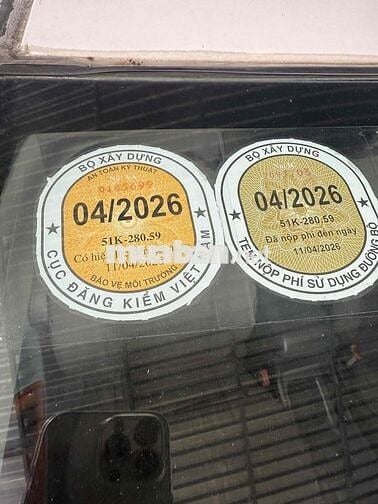 BỘ XÂY DỰNG
AN TOÀN KỸ THUẬT
0185699
04/2026
51K-280.59
Có hiệ
11/04/2026
BẢO VỆ MÔI TRƯỜNG
CỤC ĐĂNG KIỂM VIỆT NAM
BỘ XÂY DỰNG
04/2026
51K-280.59
Đã nộp phí đến ngày
11/04/2026
TEM NỘP PHÍ SỬ DỤNG ĐƯỜNG BỘ
muaban.net